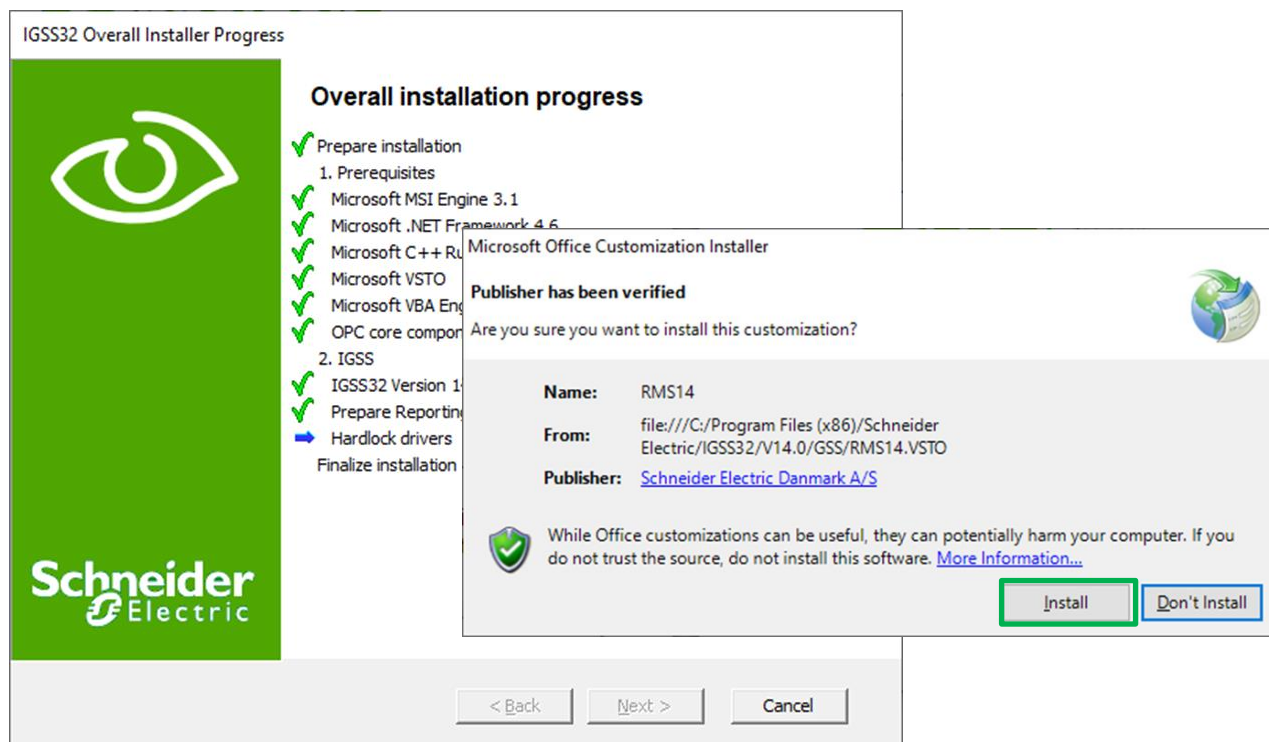 IGSS32 Overall Installer Progress
Overall installation progress
Prepare installation
1. Prerequisites
Microsoft MSI Engine 3.1
Microsoft .NET Framework 4.6
Microsoft C++ Ru
Microsoft VSTO
Microsoft VBA Eng
OPC core compon
2. IGSS
IGSS32 Version 1
Prepare Reporting
Hardlock drivers
Finalize installation
Schneider
Electric
< Back
Next >
Cancel
Microsoft Office Customization Installer
Publisher has been verified
Are you sure you want to install this customization?
Name: RMS14
From: file:///C:/Program Files (x86)/Schneider
Electric/IGSS32/V14.0/GSS/RMS14.VSTO
Publisher: Schneider Electric Danmark A/S
While Office customizations can be useful, they can potentially harm your computer. If you
do not trust the source, do not install this software. More Information...
Install
Don't Install